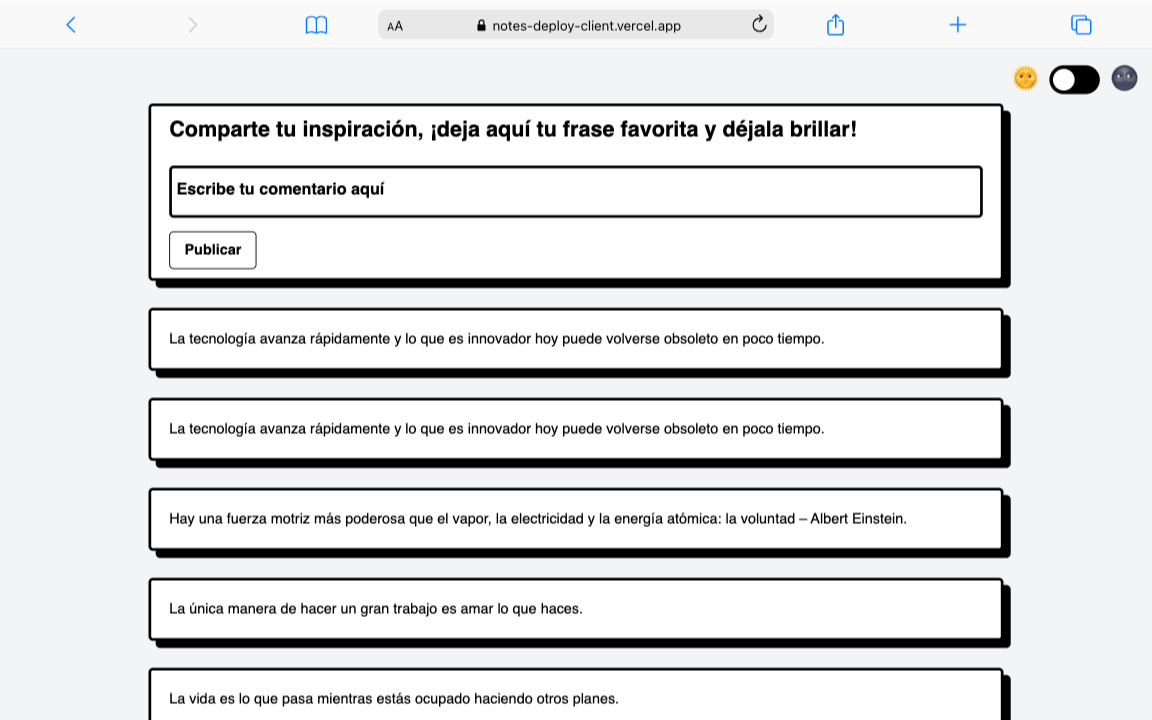 AA notes-deploy-client.vercel.app
Comparte tu inspiración, ¡deja aquí tu frase favorita y déjala brillar!
Escribe tu comentario aquí
Publicar
La tecnología avanza rápidamente y lo que es innovador hoy puede volverse obsoleto en poco tiempo.
La tecnología avanza rápidamente y lo que es innovador hoy puede volverse obsoleto en poco tiempo.
Hay una fuerza motriz más poderosa que el vapor, la electricidad y la energía atómica: la voluntad – Albert Einstein.
La única manera de hacer un gran trabajo es amar lo que haces.
La vida es lo que pasa mientras estás ocupado haciendo otros planes.